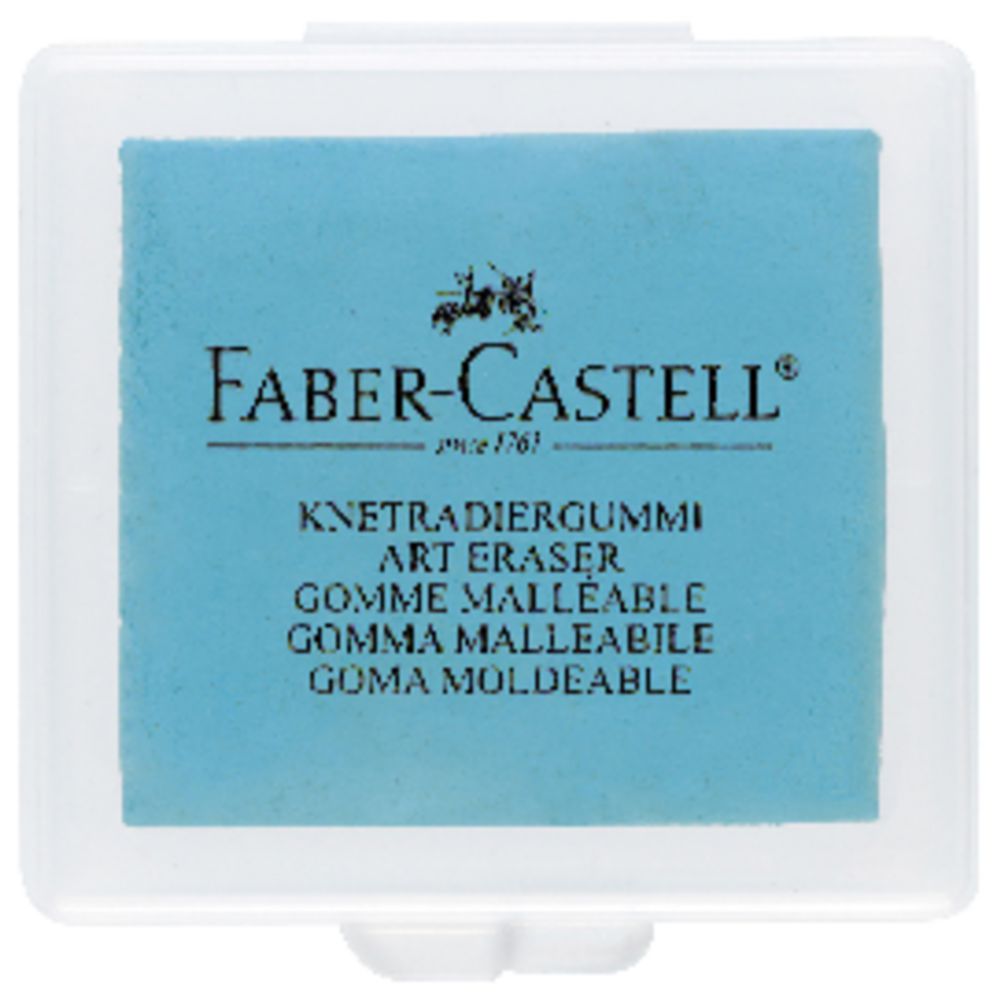 FABER-CASTELL®
since 1761
KNETRADIERGUMMI
ART ERASER
GOMME MALLÉABLE
GOMMA MALLEABILE
GOMA MOLDEABLE